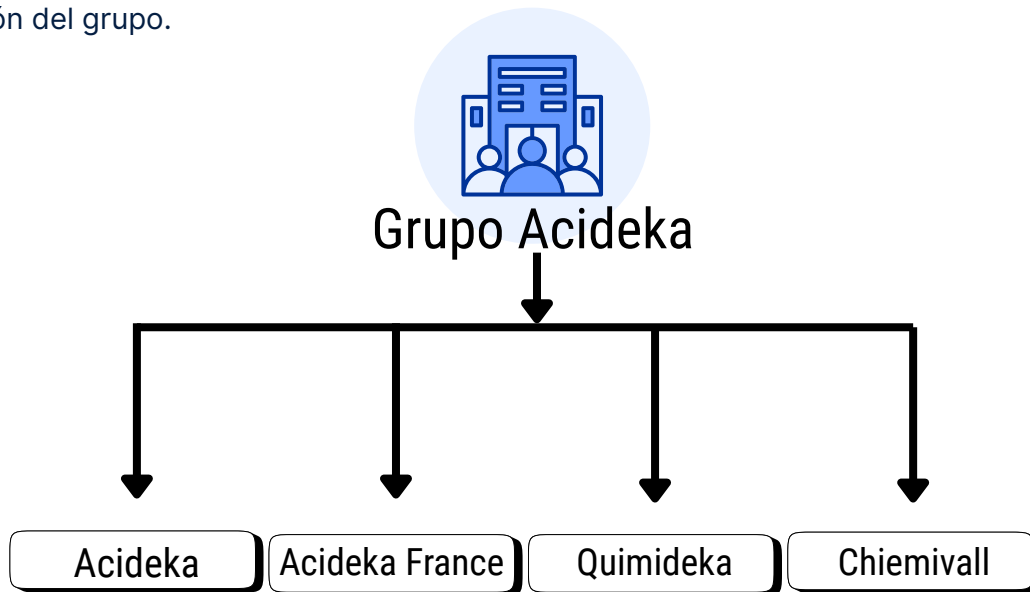 ón del grupo.
Grupo Acideka
Acideka
Acideka France
Quimideka
Chiemivall